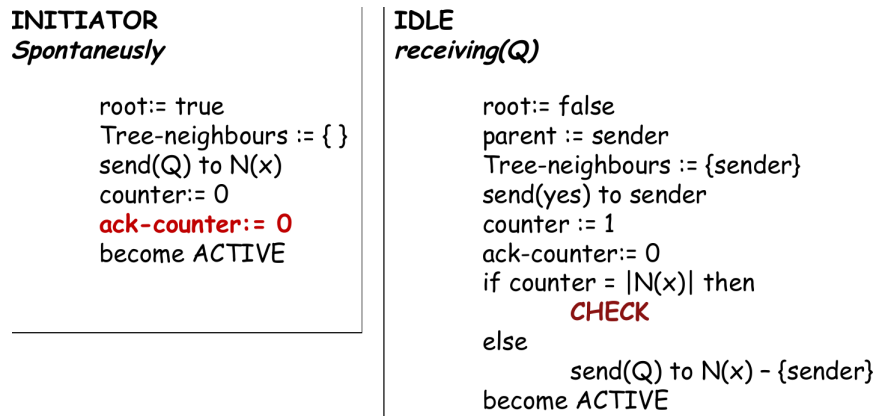 INITIATOR
Spontaneusly
root:= true
Tree-neighbours := { }
send(Q) to N(x)
counter:= 0
ack-counter:= 0
become ACTIVE
IDLE
receiving(Q)
root:= false
parent := sender
Tree-neighbours := {sender}
send(yes) to sender
counter := 1
ack-counter:= 0
if counter = |N(x)| then
CHECK
else
send(Q) to N(x) – {sender}
become ACTIVE